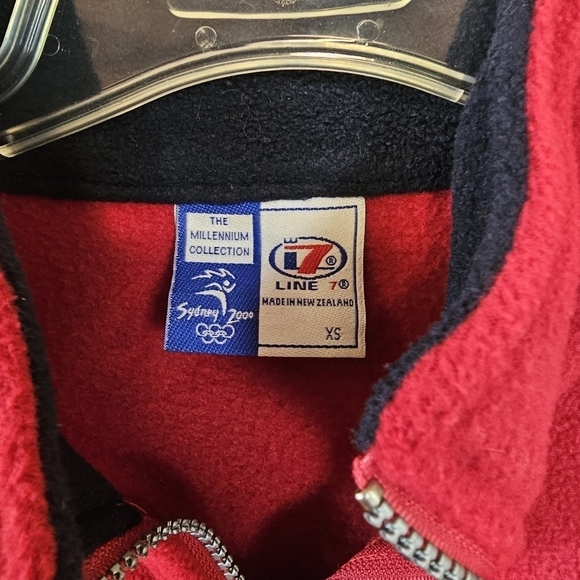 THE
MILLENNIUM
COLLECTION
Sydney 2000
L7®
LINE 7®
MADE IN NEW ZEALAND
XS